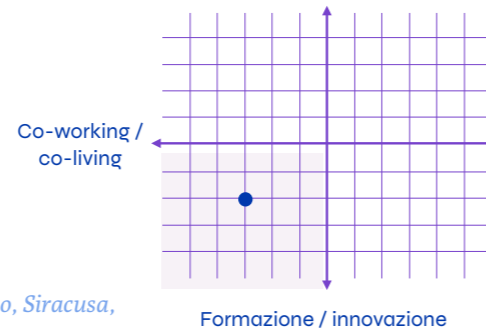 Co-working /
co-living
o, Siracusa,
Formazione / innovazione